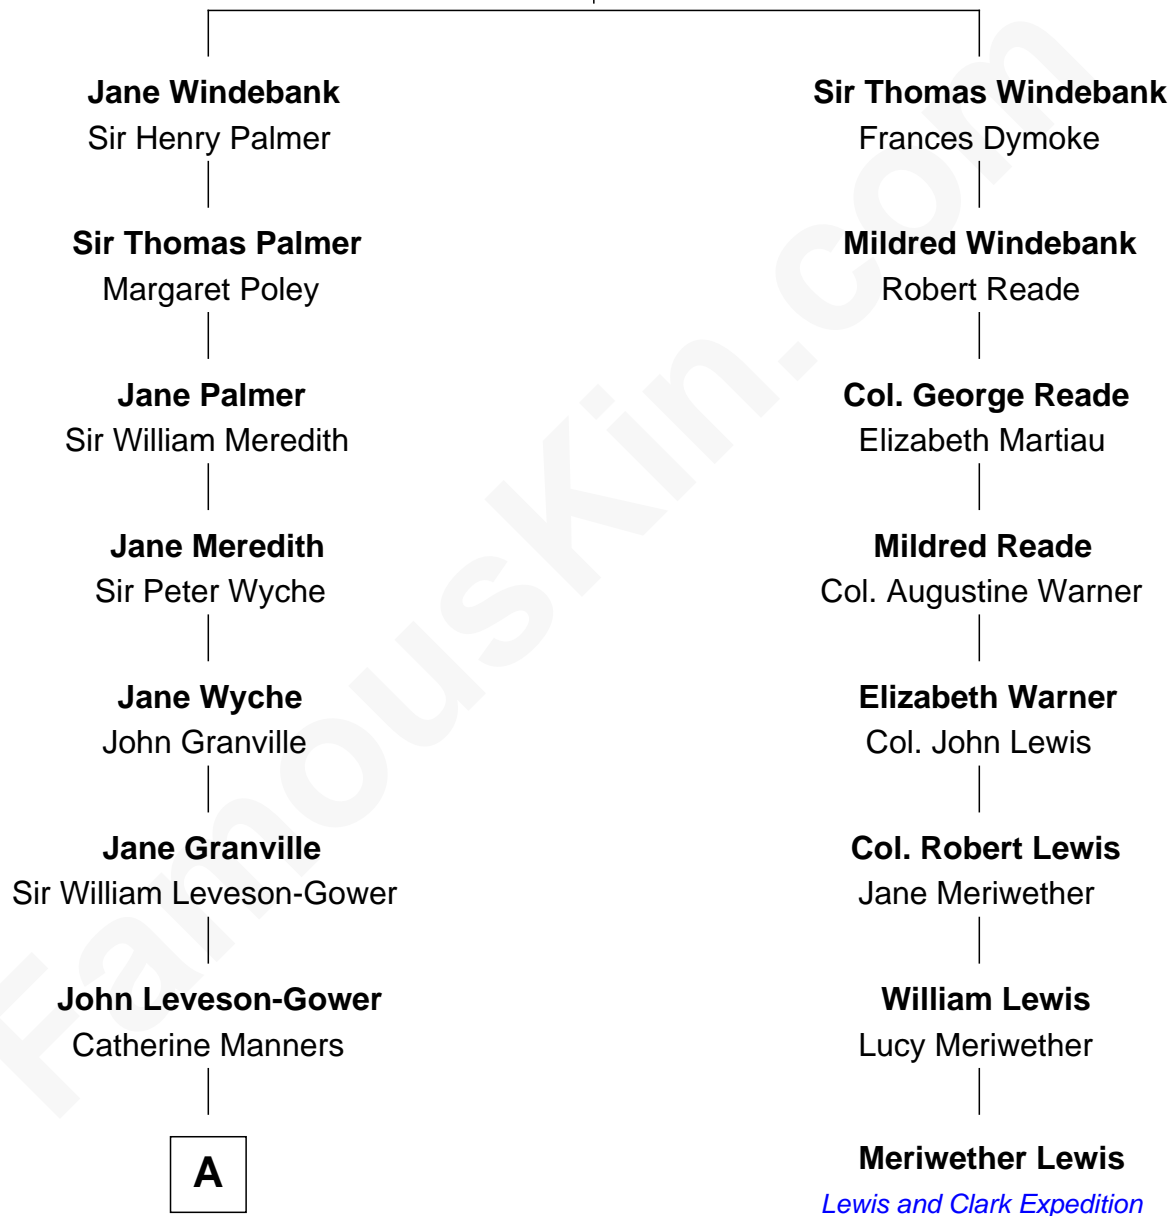 Jane Windebank
Sir Henry Palmer
Sir Thomas Palmer
Margaret Poley
Jane Palmer
Sir William Meredith
Jane Meredith
Sir Peter Wyche
Jane Wyche
John Granville
Jane Granville
Sir William Leveson-Gower
John Leveson-Gower
Catherine Manners
A
Sir Thomas Windebank
Frances Dymoke
Mildred Windebank
Robert Reade
Col. George Reade
Elizabeth Martiau
Mildred Reade
Col. Augustine Warner
Elizabeth Warner
Col. John Lewis
Col. Robert Lewis
Jane Meriwether
William Lewis
Lucy Meriwether
Meriwether Lewis
Lewis and Clark Expedition
FamousKin.com